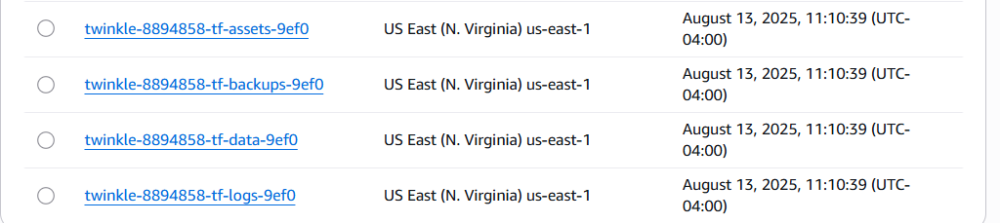 twinkle-8894858-tf-assets-9ef0 US East (N. Virginia) us-east-1 August 13, 2025, 11:10:39 (UTC-
04:00)
twinkle-8894858-tf-backups-9ef0 US East (N. Virginia) us-east-1 August 13, 2025, 11:10:39 (UTC-
04:00)
twinkle-8894858-tf-data-9ef0 US East (N. Virginia) us-east-1 August 13, 2025, 11:10:39 (UTC-
04:00)
twinkle-8894858-tf-logs-9ef0 US East (N. Virginia) us-east-1 August 13, 2025, 11:10:39 (UTC-
04:00)